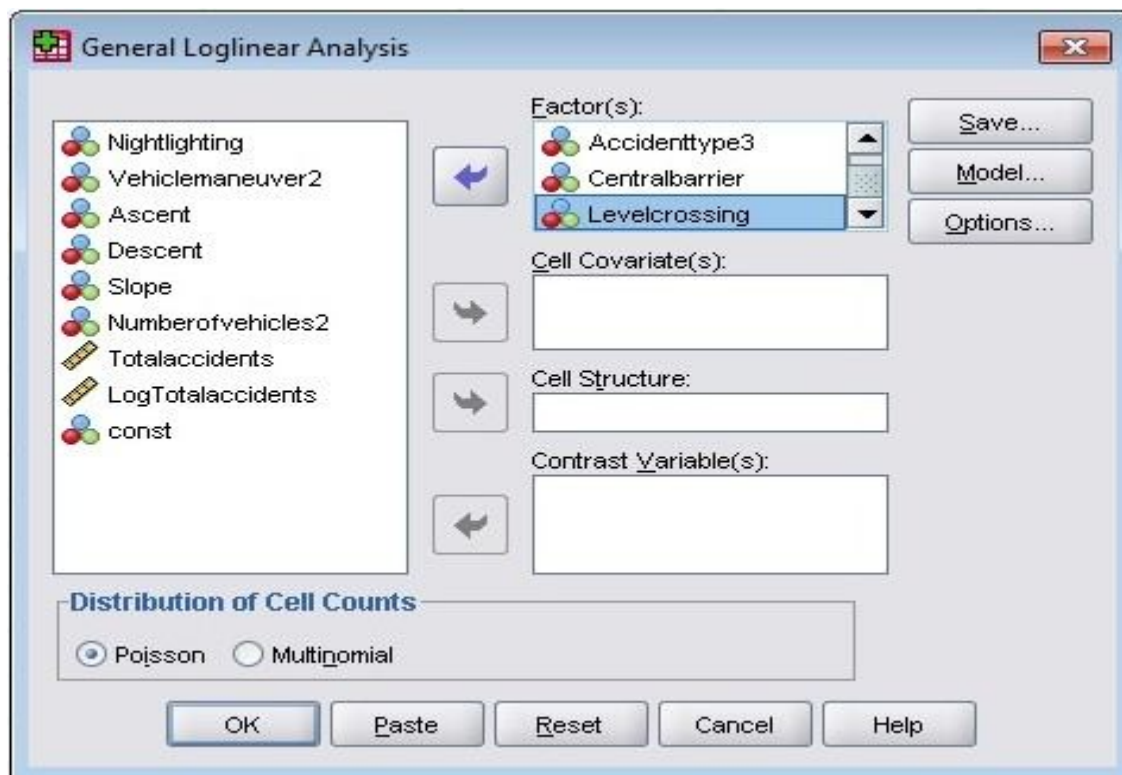 General Loglinear Analysis
Nightlighting
Vehiclemaneuver2
Ascent
Descent
Slope
Numberofvehicles2
Totalaccidents
LogTotalaccidents
const
Factor(s):
Accidenttype3
Centralbarrier
Levelcrossing
Cell Covariate(s):
Cell Structure:
Contrast Variable(s):
Save...
Model...
Options...
Distribution of Cell Counts
Poisson
Multinomial
OK
Paste
Reset
Cancel
Help